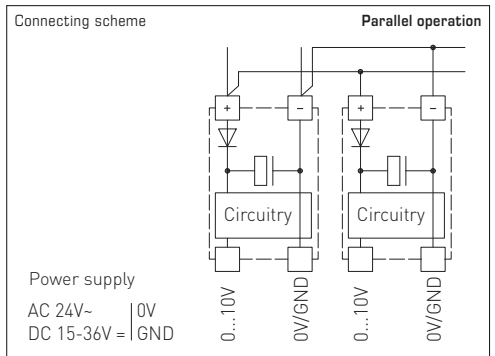 Connecting scheme
Parallel operation
+ − + −
Circuitry Circuitry
Power supply
AC 24V~ 0V
DC 15-36V = GND
0...10V
0V/GND
0...10V
0V/GND